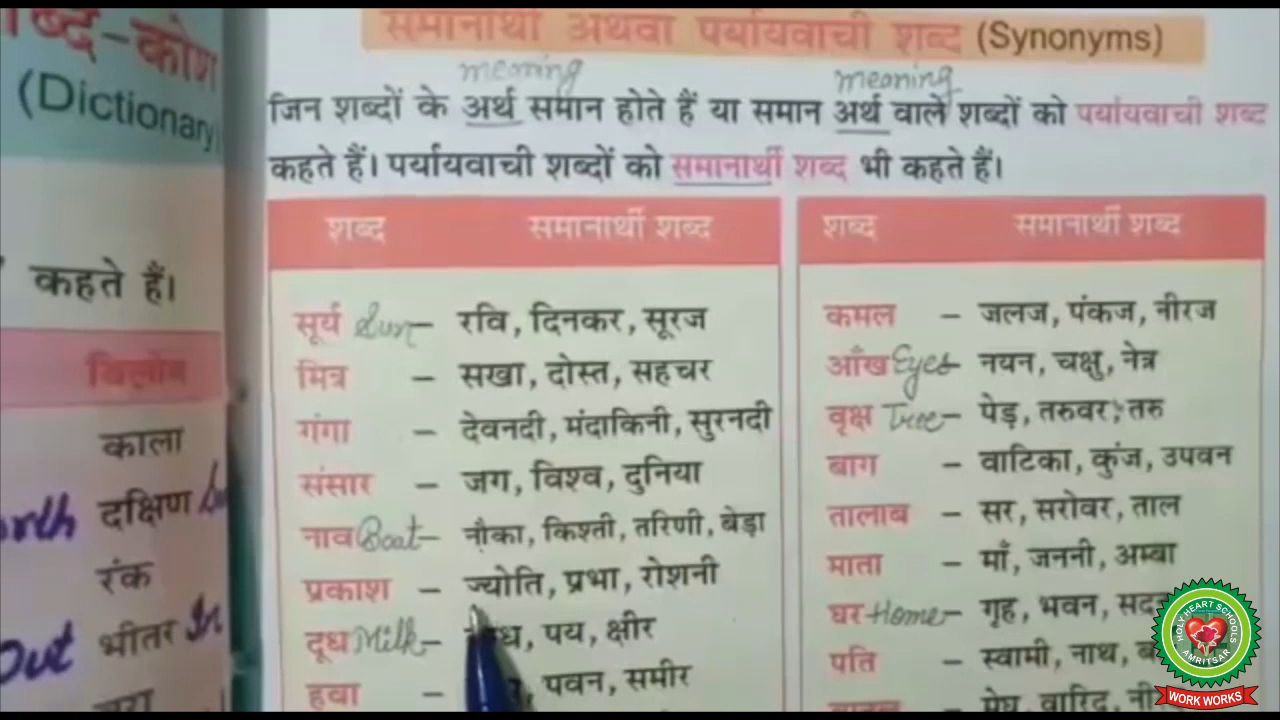 शब्द-कोश
(Dictionary)
कहते हैं।
विलोम
काला
दक्षिण
रंक
Out भीतर In
समानार्थी अथवा पर्यायवाची शब्द (Synonyms)
meaning meaning
जिन शब्दों के अर्थ समान होते हैं या समान अर्थ वाले शब्दों को पर्यायवाची शब्द
कहते हैं। पर्यायवाची शब्दों को समानार्थी शब्द भी कहते हैं।
शब्द समानार्थी शब्द
सूर्य Sun – रवि, दिनकर, सूरज
मित्र – सखा, दोस्त, सहचर
गंगा – देवनदी, मंदाकिनी, सुरनदी
संसार – जग, विश्व, दुनिया
नाव Boat – नौका, किश्ती, तरिणी, बेड़ा
प्रकाश – ज्योति, प्रभा, रोशनी
दूध Milk – पय, क्षीर
हवा – पवन, समीर
शब्द समानार्थी शब्द
कमल – जलज, पंकज, नीरज
आँख Eyes – नयन, चक्षु, नेत्र
वृक्ष Tree – पेड़, तरुवर, तरु
बाग – वाटिका, कुंज, उपवन
तालाब – सर, सरोवर, ताल
माता – माँ, जननी, अम्बा
घर Home – गृह, भवन,
पति – स्वामी, नाथ,
मेघ, वारिद,
HOLY HEART SCHOOLS
AMRITSAR
WORK WORKS